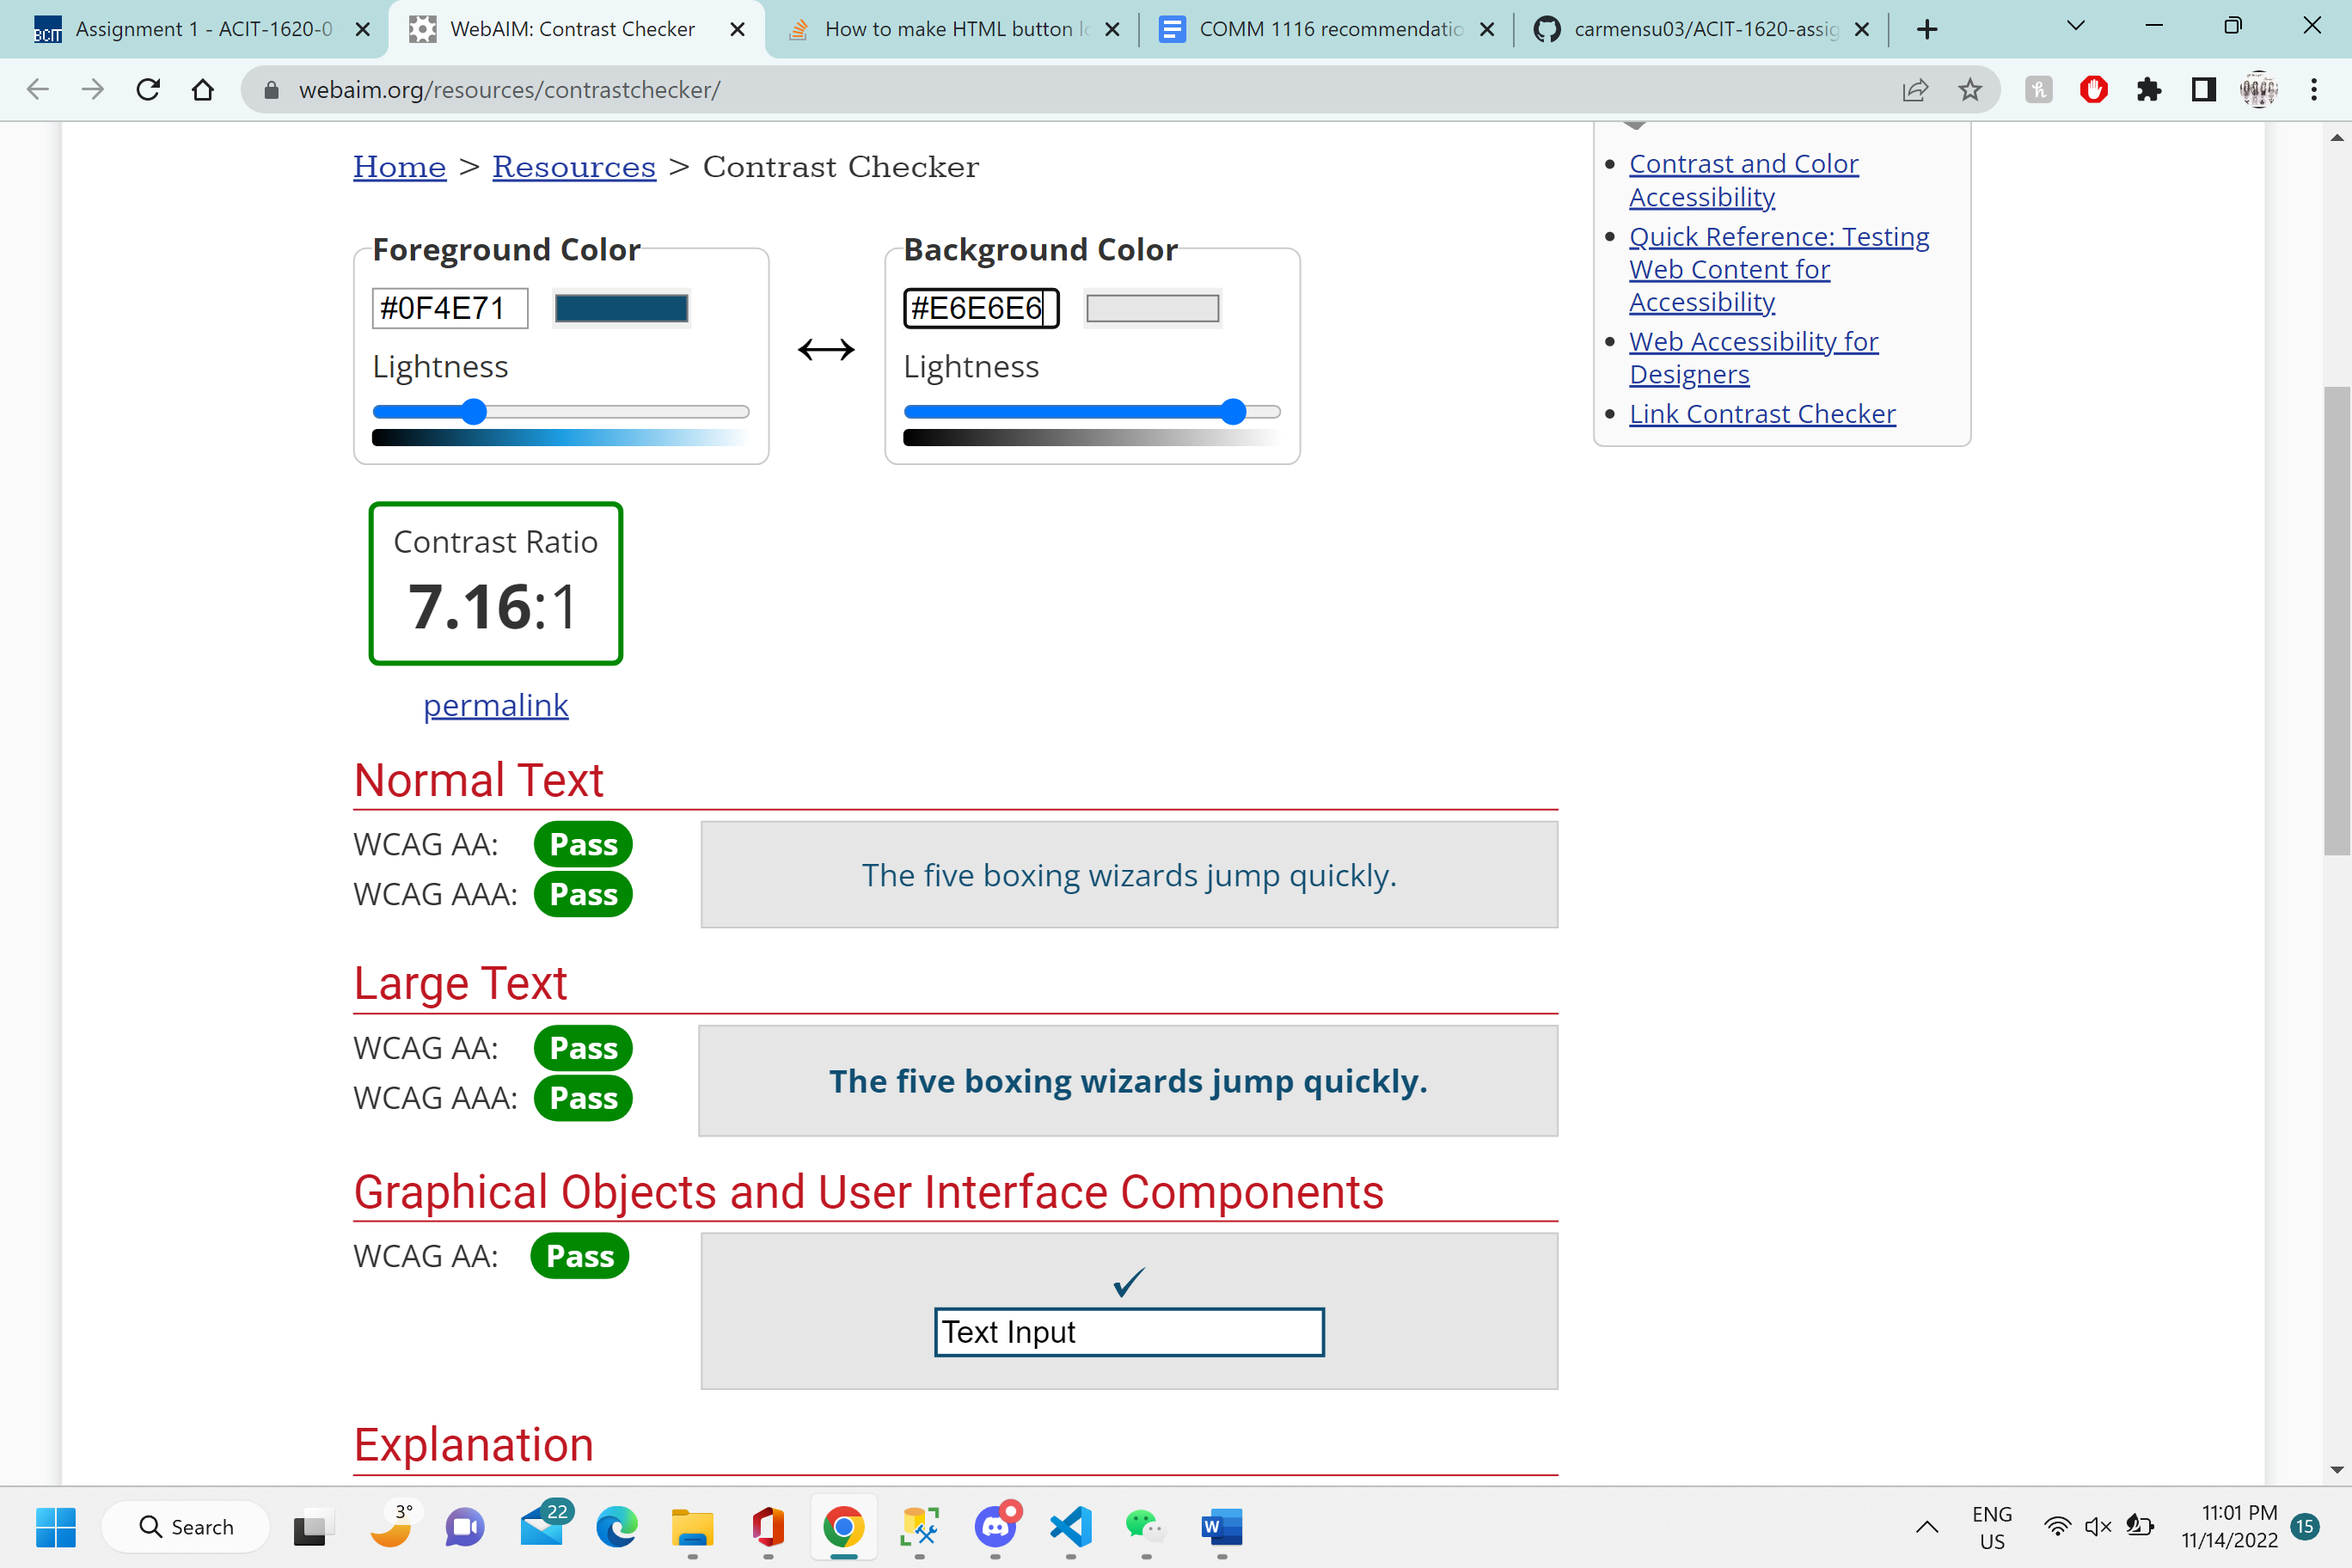 BCIT Assignment 1 - ACIT-1620-0
WebAIM: Contrast Checker
How to make HTML button lo
COMM 1116 recommendatio
carmensu03/ACIT-1620-assig
webaim.org/resources/contrastchecker/
Home > Resources > Contrast Checker
Contrast and Color
Accessibility
Quick Reference: Testing
Web Content for
Accessibility
Web Accessibility for
Designers
Link Contrast Checker
Foreground Color
#0F4E71
Lightness
Background Color
#E6E6E6
Lightness
Contrast Ratio
7.16:1
permalink
Normal Text
WCAG AA: Pass
WCAG AAA: Pass
The five boxing wizards jump quickly.
Large Text
WCAG AA: Pass
WCAG AAA: Pass
The five boxing wizards jump quickly.
Graphical Objects and User Interface Components
WCAG AA: Pass
✓
Text Input
Explanation
Search
3°
22
W
ENG
US
11:01 PM
11/14/2022
15